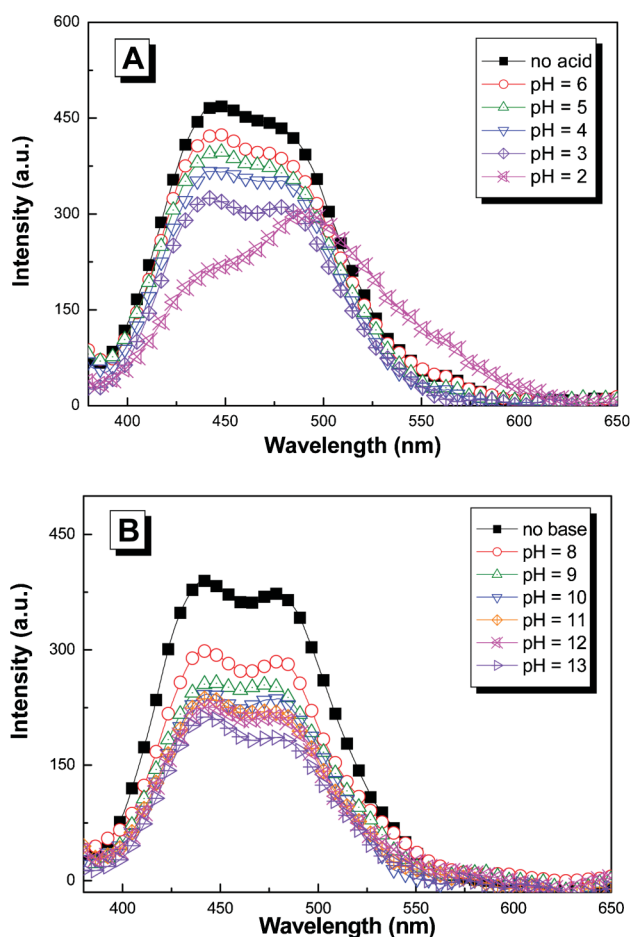 A
no acid
pH = 6
pH = 5
pH = 4
pH = 3
pH = 2
600
450
300
150
0
Intensity (a.u.)
400 450 500 550 600 650
Wavelength (nm)
B
no base
pH = 8
pH = 9
pH = 10
pH = 11
pH = 12
pH = 13
450
300
150
0
Intensity (a.u.)
400 450 500 550 600 650
Wavelength (nm)